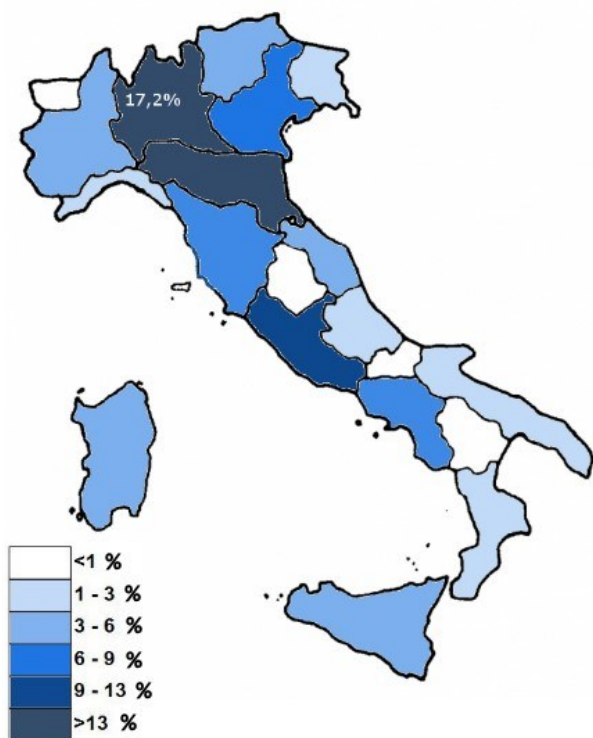 17,2%
<1 %
1 - 3 %
3 - 6 %
6 - 9 %
9 - 13 %
>13 %